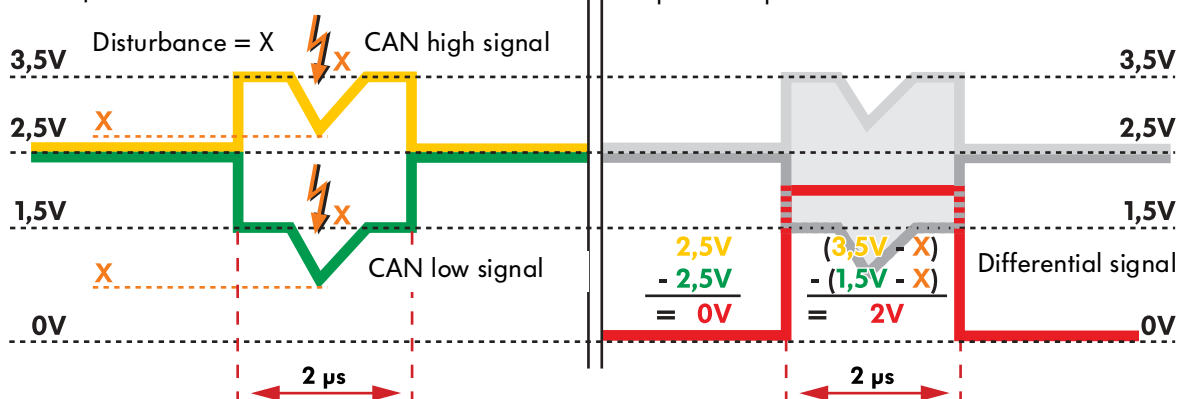 Disturbance = X
CAN high signal
3,5V
X
X
2,5V
1,5V
X
X
CAN low signal
0V
2 µs
3,5V
2,5V
1,5V
2,5V
- 2,5V
= 0V
(3,5V - X)
- (1,5V - X)
= 2V
Differential signal
0V
2 µs